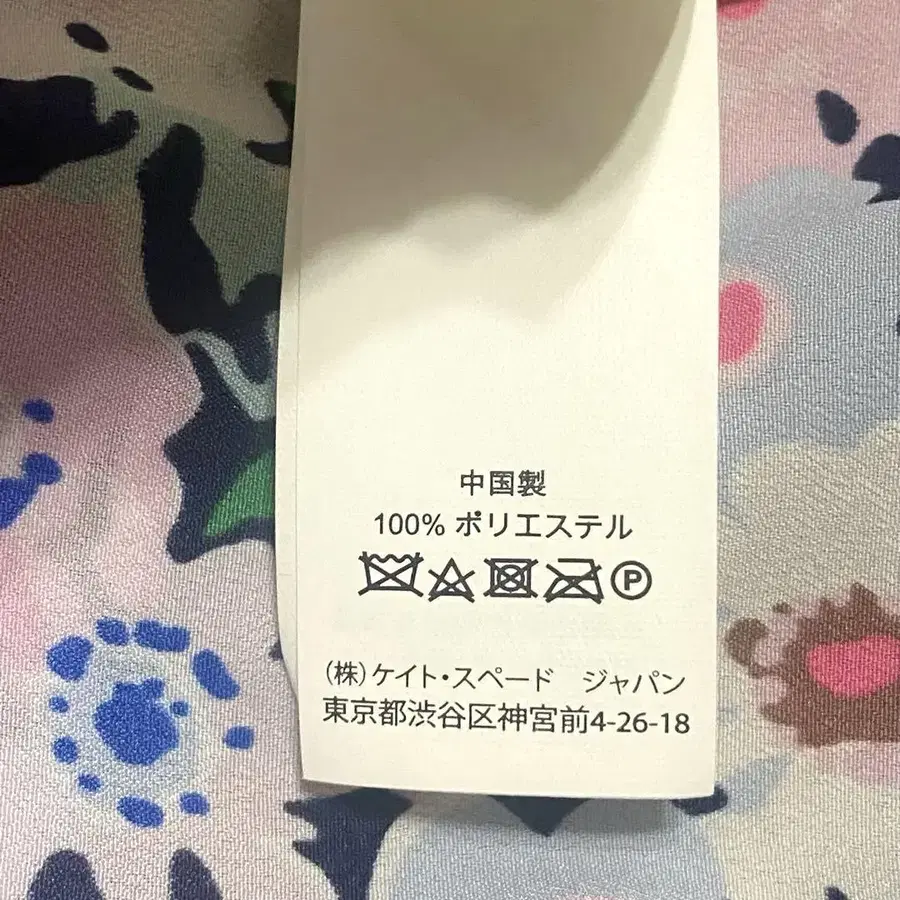 中国製
100% ポリエステル
P
(株)ケイト・スペード ジャパン
東京都渋谷区神宮前4-26-18